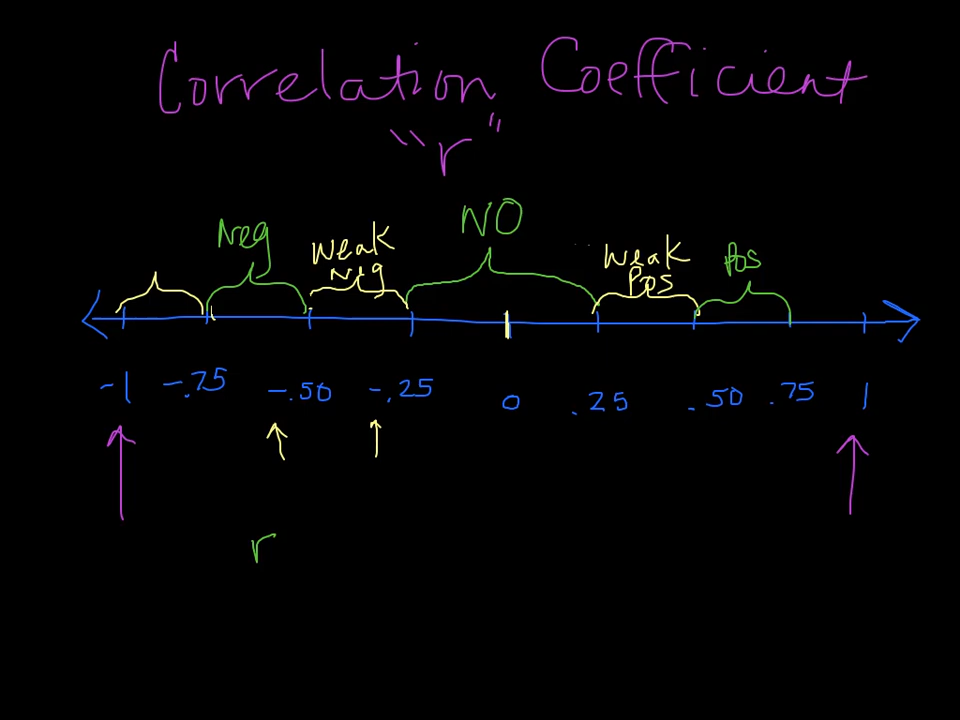 Correlation Coefficient
"r"
Neg Weak Neg NO Weak Pos Pos
-1 -.75 -.50 -.25 0 .25 .50 .75 1
r